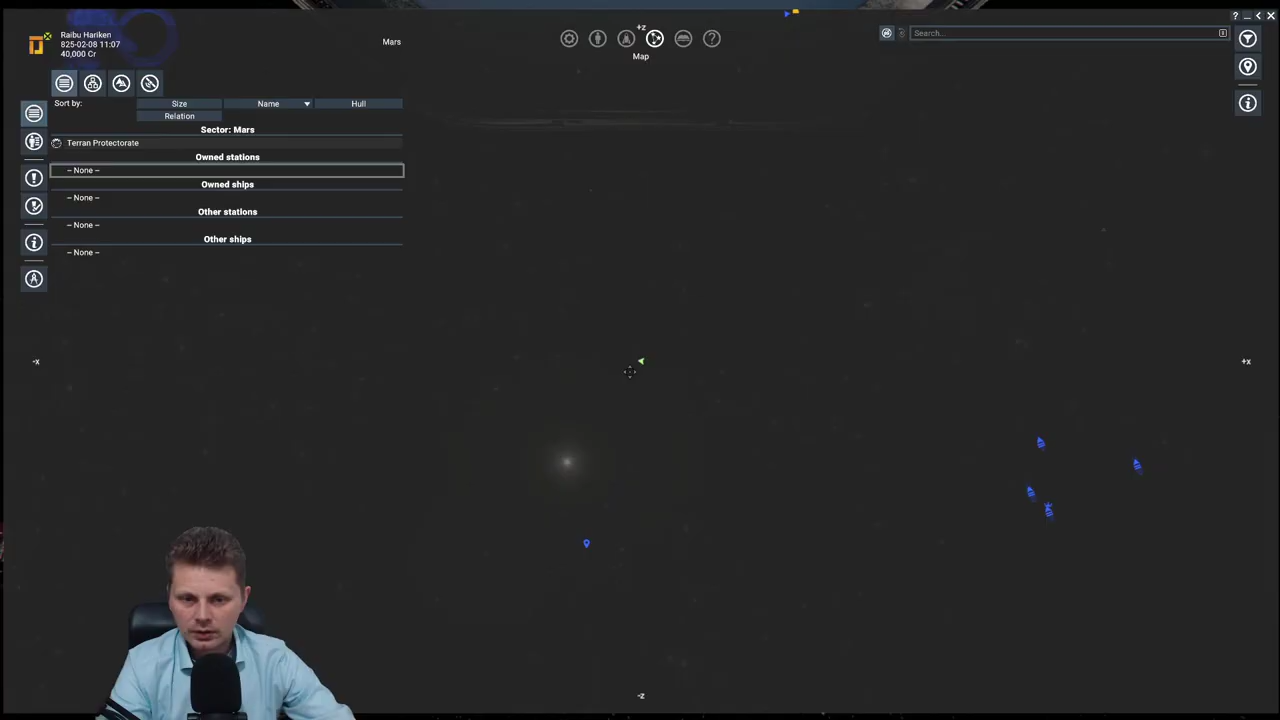 ? _ < X
Raibu Hariken
825-02-08 11:07
40,000 Cr
Mars
+z
Map
Search...
Sort by:
Size
Name
Hull
Relation
Sector: Mars
Terran Protectorate
Owned stations
-- None --
Owned ships
-- None --
Other stations
-- None --
Other ships
-- None --
-x
+x
-z